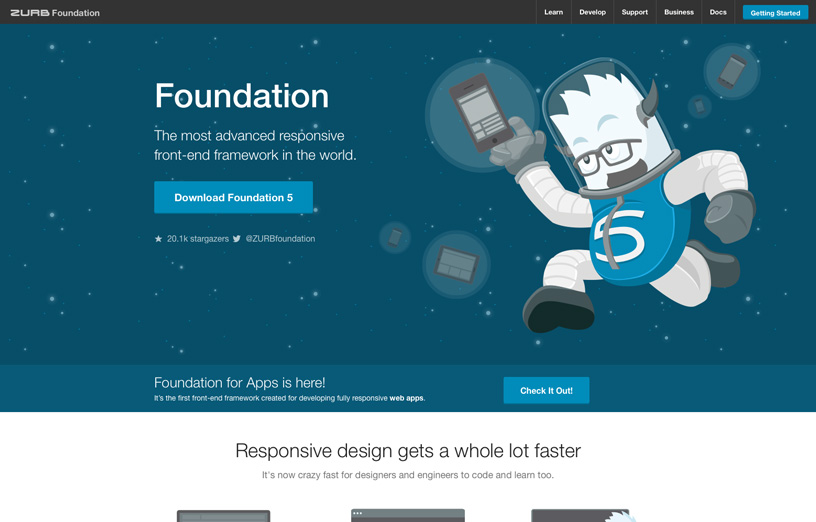 ZURB Foundation
Learn
Develop
Support
Business
Docs
Getting Started
Foundation
The most advanced responsive
front-end framework in the world.
Download Foundation 5
20.1k stargazers @ZURBfoundation
5
Foundation for Apps is here!
It's the first front-end framework created for developing fully responsive web apps.
Check It Out!
Responsive design gets a whole lot faster
It's now crazy fast for designers and engineers to code and learn too.